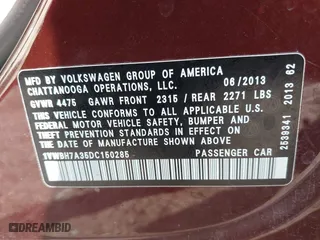 MFD BY VOLKSWAGEN GROUP OF AMERICA
CHATTANOOGA OPERATIONS, LLC. 06/2013
GVWR 4475 GAWR FRONT 2315 / REAR 2271 LBS
THIS VEHICLE CONFORMS TO ALL APPLICABLE
FEDERAL MOTOR VEHICLE SAFETY, BUMPER, AND
THEFT PREVENTION STANDARDS IN EFFECT ON THE
DATE OF MANUFACTURE SHOWN ABOVE.
1VWBH7A35DC150285 PASSENGER CAR
2539341 2013 62